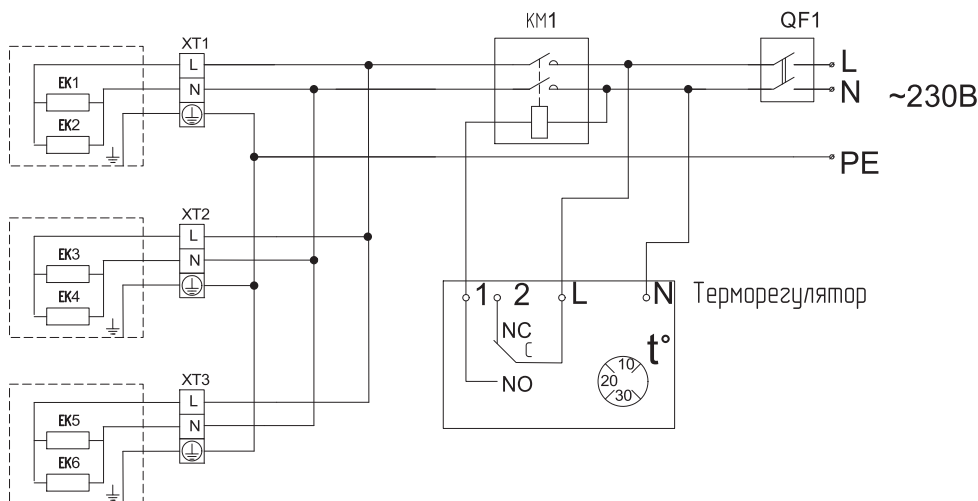 KM1
QF1
XT1
L
N
EK1
EK2
L
N
~230В
PE
XT2
L
N
EK3
EK4
1
2
L
N
Терморегулятор
NC
C
NO
t°
10
20
30
XT3
L
N
EK5
EK6